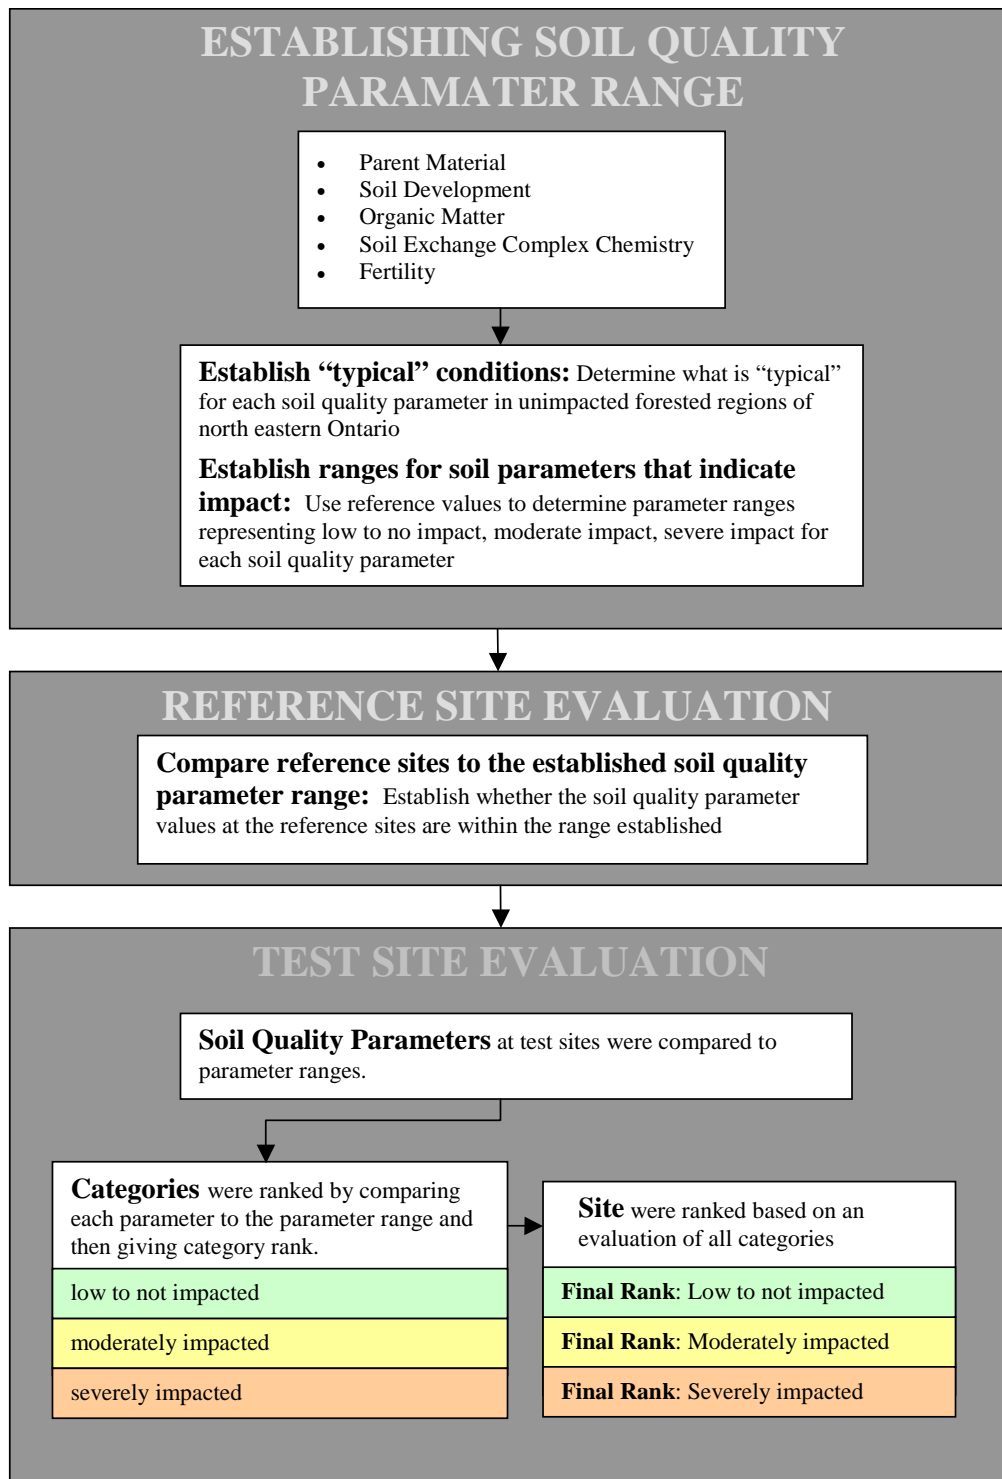 ESTABLISHING SOIL QUALITY
PARAMATER RANGE
• Parent Material
• Soil Development
• Organic Matter
• Soil Exchange Complex Chemistry
• Fertility
Establish “typical” conditions: Determine what is “typical”
for each soil quality parameter in unimpacted forested regions of
north eastern Ontario
Establish ranges for soil parameters that indicate
impact: Use reference values to determine parameter ranges
representing low to no impact, moderate impact, severe impact for
each soil quality parameter
REFERENCE SITE EVALUATION
Compare reference sites to the established soil quality
parameter range: Establish whether the soil quality parameter
values at the reference sites are within the range established
TEST SITE EVALUATION
Soil Quality Parameters at test sites were compared to
parameter ranges.
Categories were ranked by comparing
each parameter to the parameter range and
then giving category rank.
low to not impacted
moderately impacted
severely impacted
Site were ranked based on an
evaluation of all categories
Final Rank: Low to not impacted
Final Rank: Moderately impacted
Final Rank: Severely impacted